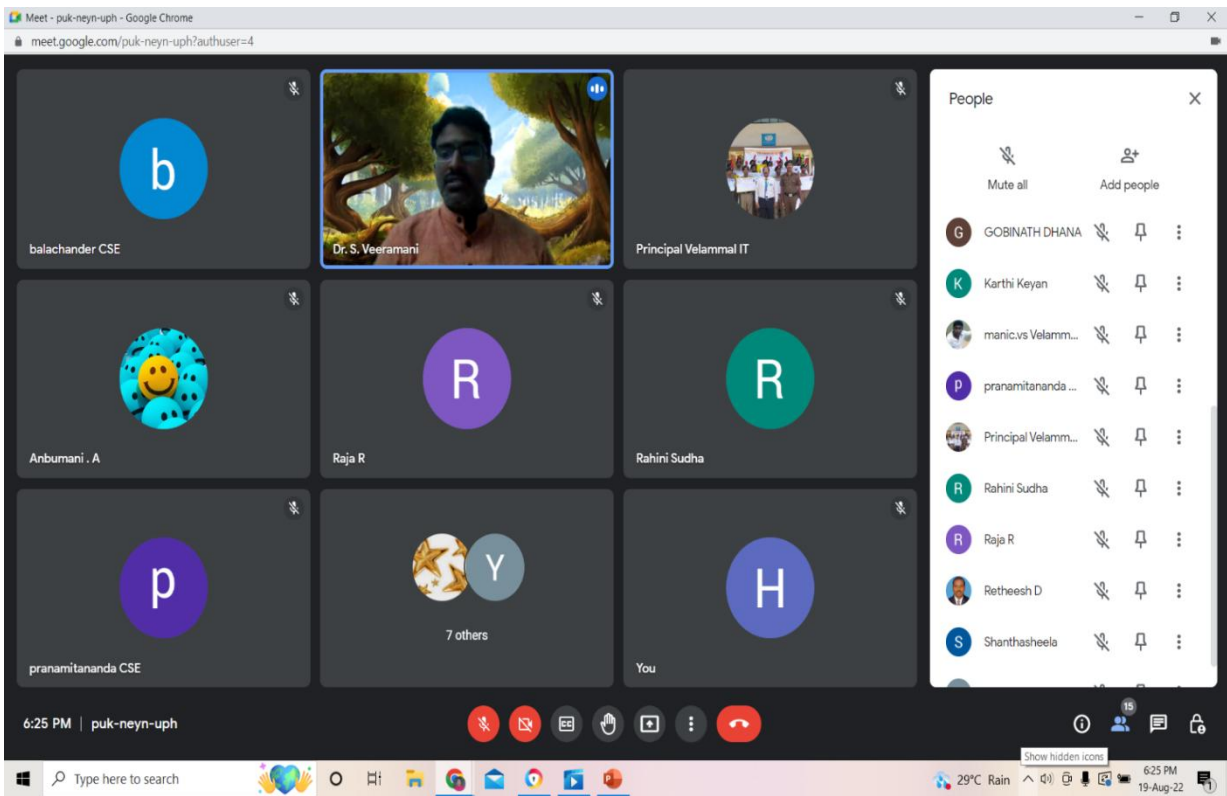 Meet - puk-neyn-uph - Google Chrome
meet.google.com/puk-neyn-uph?authuser=4
b
balachander CSE
Dr. S. Veeramani
Principal Velammal IT
Anbumani . A
R
Raja R
R
Rahini Sudha
p
pranamitananda CSE
Y
7 others
H
You
People
Mute all
Add people
G GOBINATH DHANA
K Karthi Keyan
manic.vs Velamm...
p pranamitananda ...
Principal Velamm...
R Rahini Sudha
R Raja R
Retheesh D
S Shanthasheela
6:25 PM | puk-neyn-uph
CC
15
Show hidden icons
Type here to search
29°C Rain
6:25 PM
19-Aug-22
1